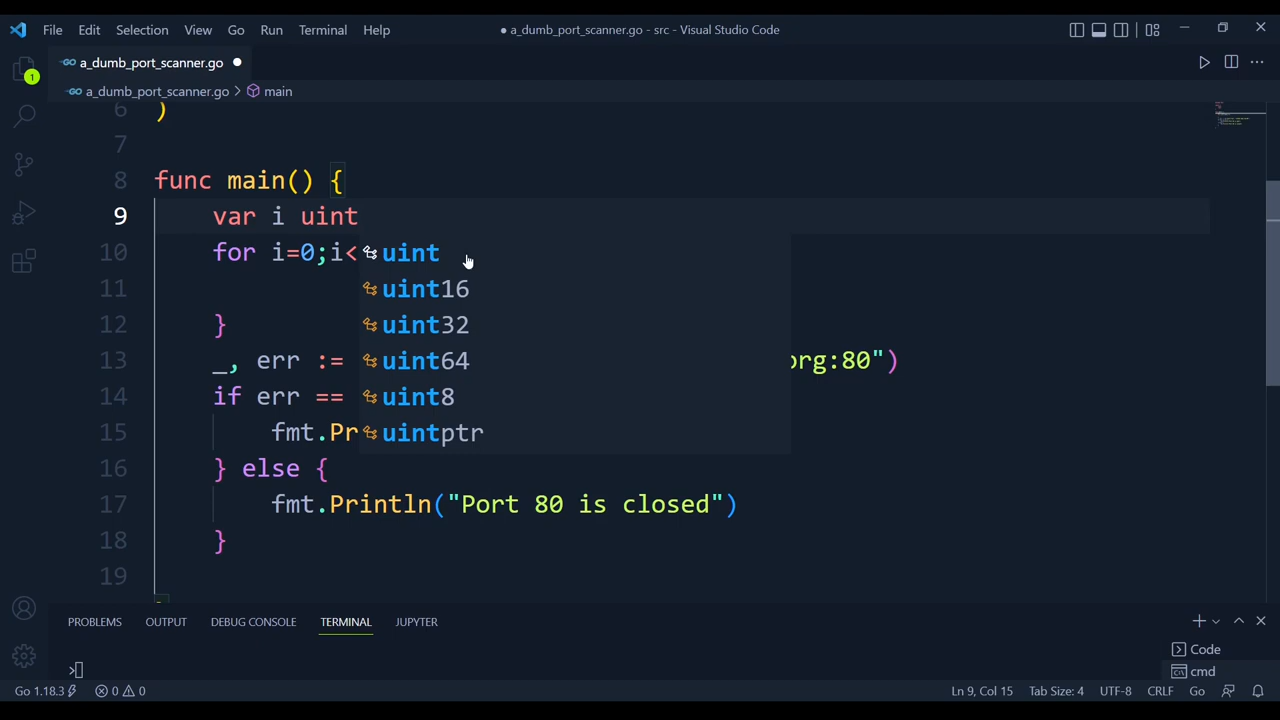 File Edit Selection View Go Run Terminal Help
● a_dumb_port_scanner.go - src - Visual Studio Code
1
a_dumb_port_scanner.go ●
a_dumb_port_scanner.go > main
6 )
7
8 func main() {
9 var i uint
10 for i=0;i<
uint
11
uint16
12 }
uint32
13 _, err :=
uint64
org:80")
14 if err ==
uint8
15 fmt.Pr
uintptr
16 } else {
17 fmt.Println("Port 80 is closed")
18 }
19
PROBLEMS OUTPUT DEBUG CONSOLE TERMINAL JUPYTER
>
Code
cmd
Go 1.18.3 0 0 Ln 9, Col 15 Tab Size: 4 UTF-8 CRLF Go